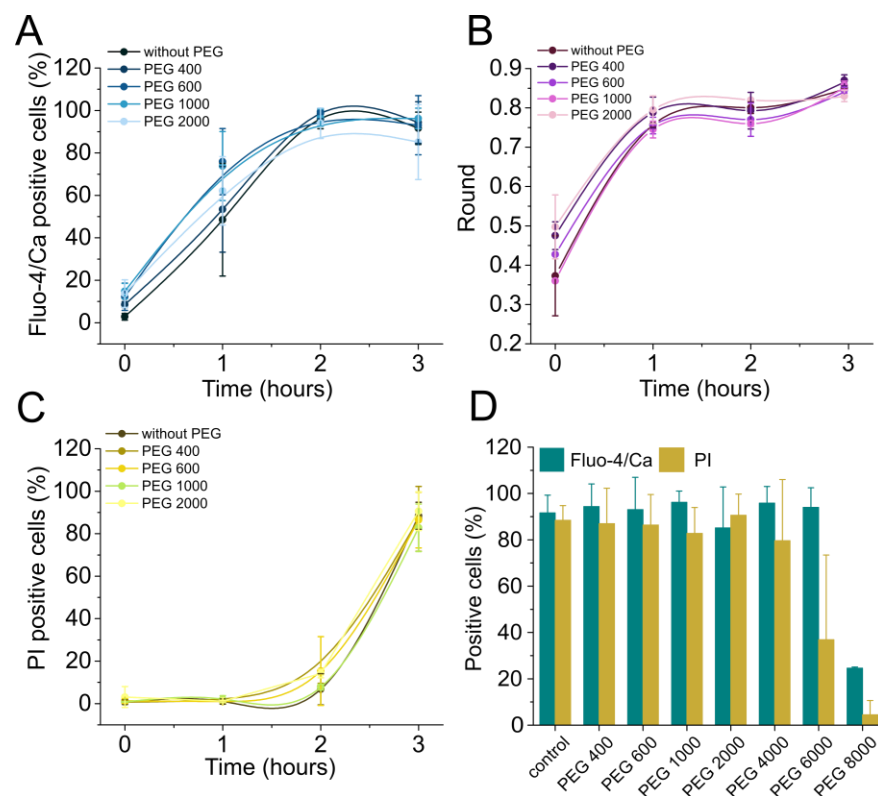 A
Fluo-4/Ca positive cells (%)
120
100
80
60
40
20
0
without PEG
PEG 400
PEG 600
PEG 1000
PEG 2000
0 1 2 3
Time (hours)
B
Round
0.9
0.8
0.7
0.6
0.5
0.4
0.3
0.2
without PEG
PEG 400
PEG 600
PEG 1000
PEG 2000
0 1 2 3
Time (hours)
C
PI positive cells (%)
120
100
80
60
40
20
0
without PEG
PEG 400
PEG 600
PEG 1000
PEG 2000
0 1 2 3
Time (hours)
D
Positive cells (%)
120
100
80
60
40
20
0
Fluo-4/Ca PI
control PEG 400 PEG 600 PEG 1000 PEG 2000 PEG 4000 PEG 6000 PEG 8000